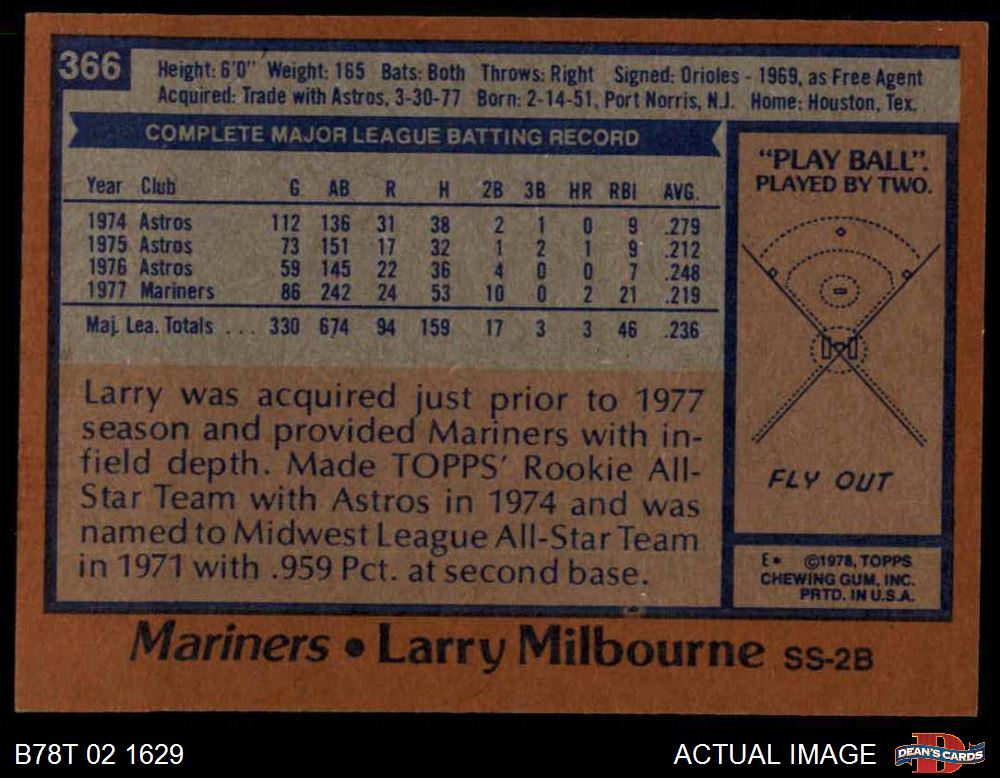 366
Height: 6'0" Weight: 165 Bats: Both Throws: Right Signed: Orioles - 1969, as Free Agent
Acquired: Trade with Astros, 3-30-77 Born: 2-14-51, Port Norris, N.J. Home: Houston, Tex.
COMPLETE MAJOR LEAGUE BATTING RECORD
Year Club G AB R H 2B 3B HR RBI AVG.
1974 Astros 112 136 31 38 2 1 0 9 .279
1975 Astros 73 151 17 32 1 2 1 9 .212
1976 Astros 59 145 22 36 4 0 0 7 .248
1977 Mariners 86 242 24 53 10 0 2 21 .219
Maj. Lea. Totals . . . 330 674 94 159 17 3 3 46 .236
Larry was acquired just prior to 1977
season and provided Mariners with in-
field depth. Made TOPPS' Rookie All-
Star Team with Astros in 1974 and was
named to Midwest League All-Star Team
in 1971 with .959 Pct. at second base.
"PLAY BALL".
PLAYED BY TWO.
FLY OUT
E* ©1978, TOPPS
CHEWING GUM, INC.
PRTD. IN U.S.A.
Mariners • Larry Milbourne SS-2B
B78T 02 1629
ACTUAL IMAGE
D
DEAN'S CARDS